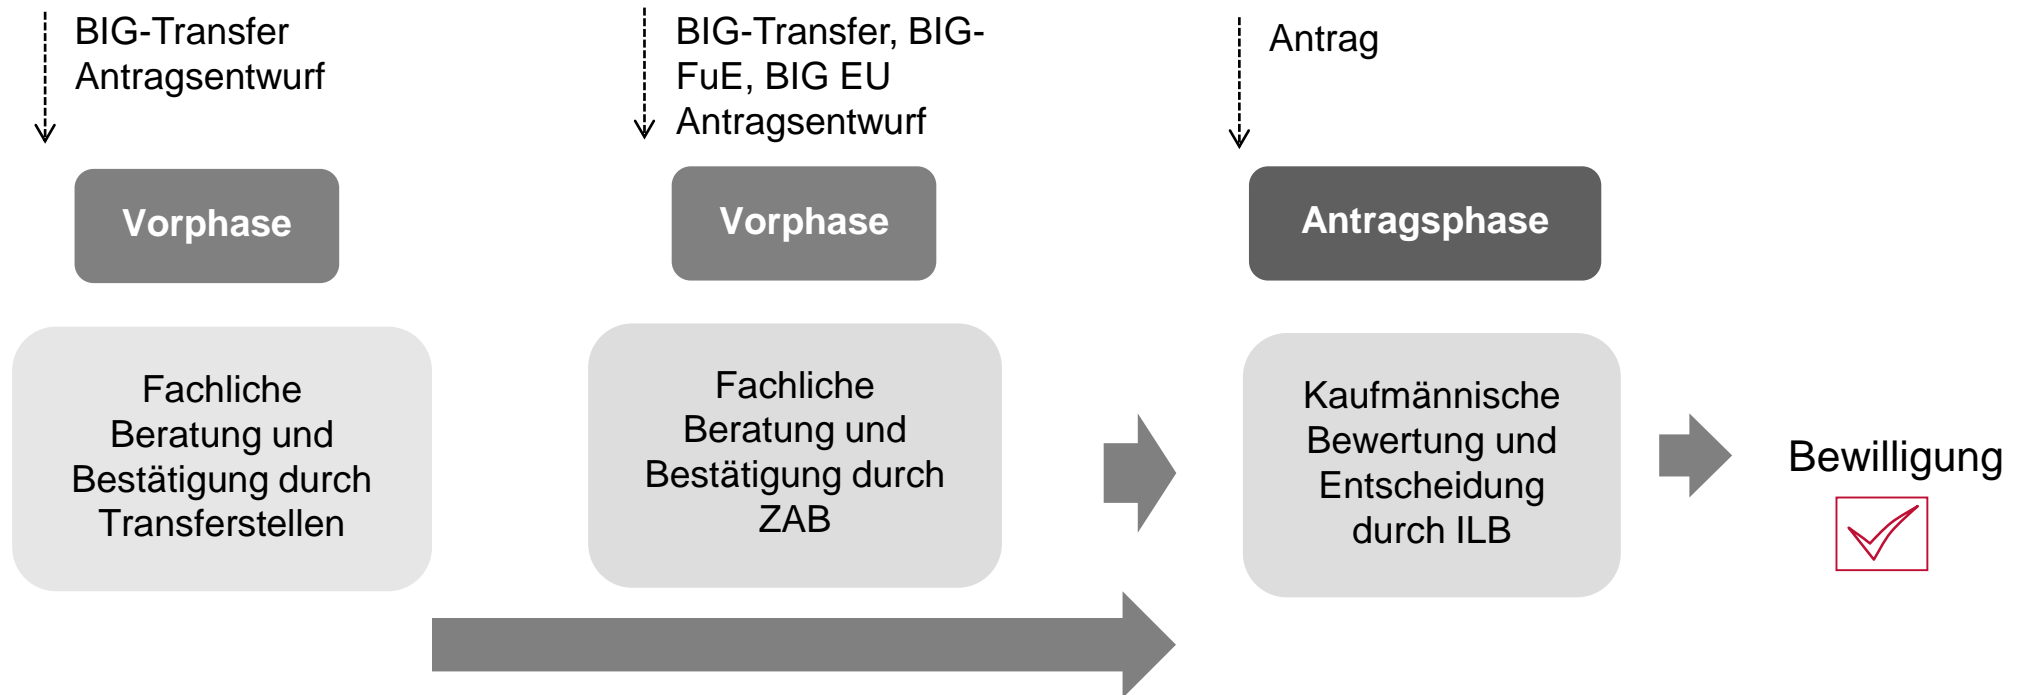 BIG-Transfer
Antragsentwurf
BIG-Transfer, BIG-
FuE, BIG EU
Antragsentwurf
Antrag
Vorphase
Vorphase
Antragsphase
Fachliche
Beratung und
Bestätigung durch
Transferstellen
Fachliche
Beratung und
Bestätigung durch
ZAB
Kaufmännische
Bewertung und
Entscheidung
durch ILB
Bewilligung